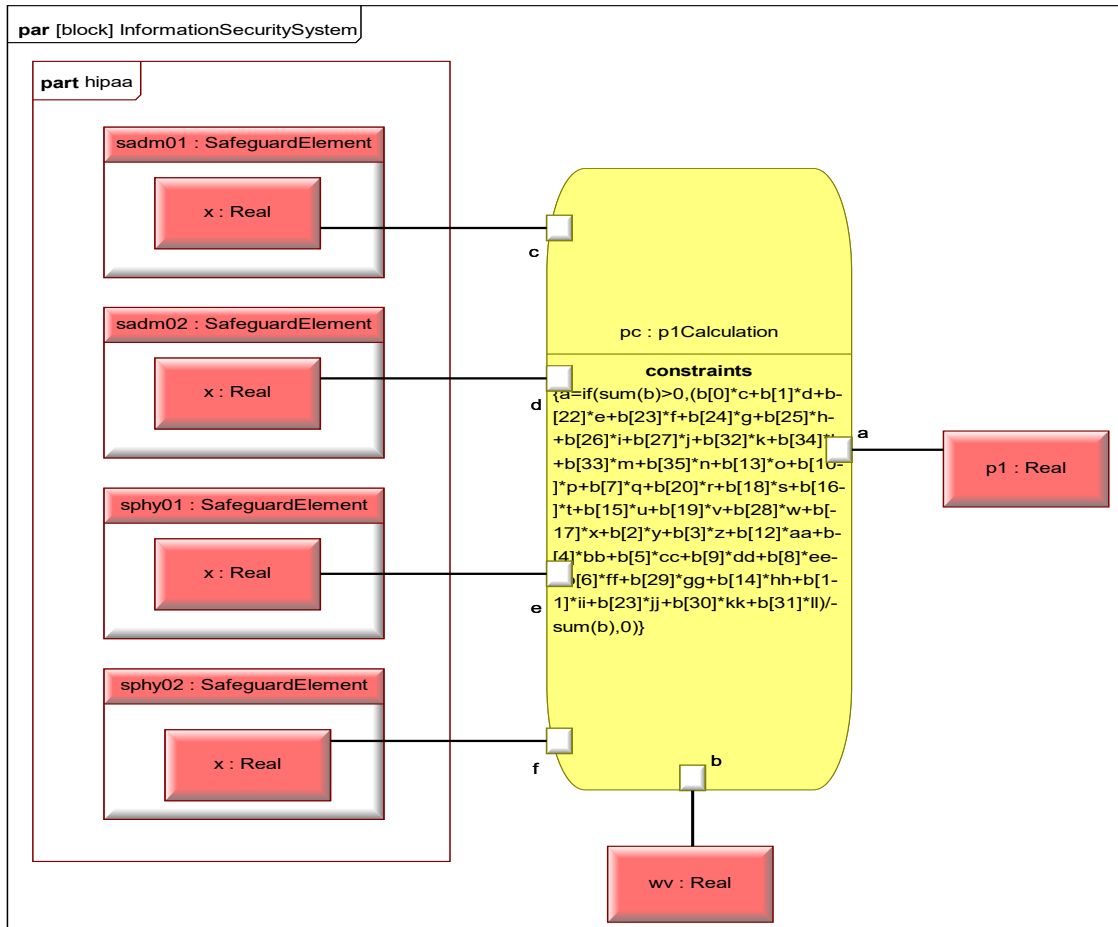 par [block] InformationSecuritySystem
part hipaa
sadm01 : SafeguardElement
x : Real
c
sadm02 : SafeguardElement
x : Real
d
sphy01 : SafeguardElement
x : Real
e
sphy02 : SafeguardElement
x : Real
f
pc : p1Calculation
constraints
{a=if(sum(b)>0,(b[0]*c+b[1]*d+b-
[22]*e+b[23]*f+b[24]*g+b[25]*h-
+b[26]*i+b[27]*j+b[32]*k+b[34]*
+b[33]*m+b[35]*n+b[13]*o+b[10-
]*p+b[7]*q+b[20]*r+b[18]*s+b[16-
]*t+b[15]*u+b[19]*v+b[28]*w+b[-
17]*x+b[2]*y+b[3]*z+b[12]*aa+b-
[4]*bb+b[5]*cc+b[9]*dd+b[8]*ee-
[6]*ff+b[29]*gg+b[14]*hh+b[1-
1]*ii+b[23]*jj+b[30]*kk+b[31]*ll)/-
sum(b),0)}
a
p1 : Real
b
wv : Real